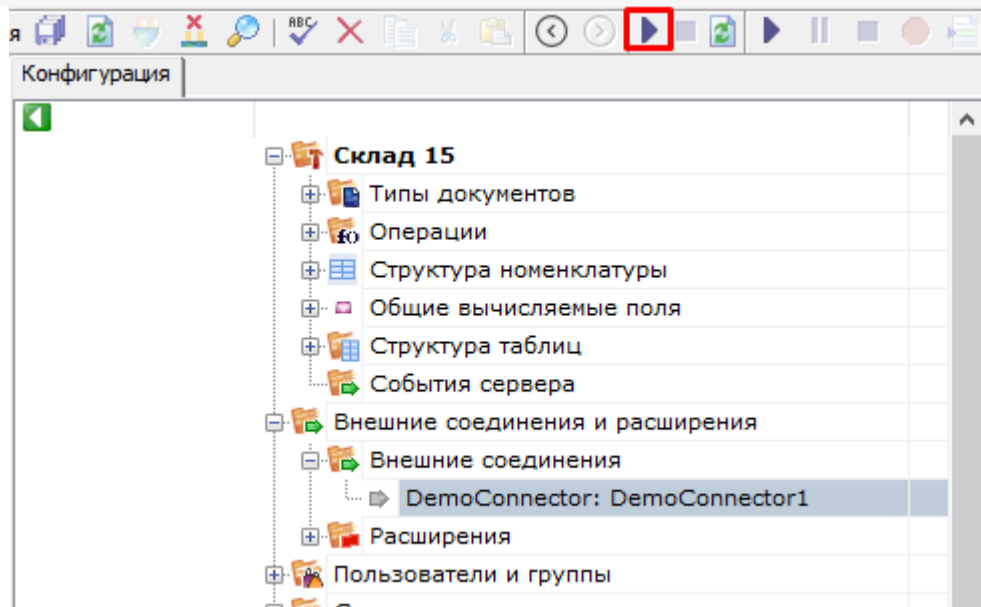 я
ABC
Конфигурация
Склад 15
Типы документов
Операции
Структура номенклатуры
Общие вычисляемые поля
Структура таблиц
События сервера
Внешние соединения и расширения
Внешние соединения
DemoConnector: DemoConnector1
Расширения
Пользователи и группы